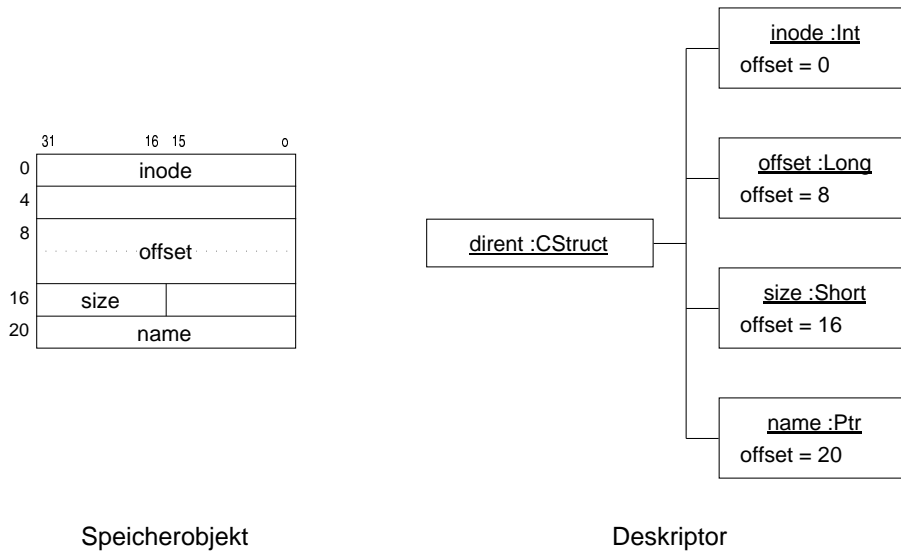 31 16 15 o
0 inode
4
8 offset
16 size
20 name
Speicherobjekt
dirent :CStruct
inode :Int
offset = 0
offset :Long
offset = 8
size :Short
offset = 16
name :Ptr
offset = 20
Deskriptor